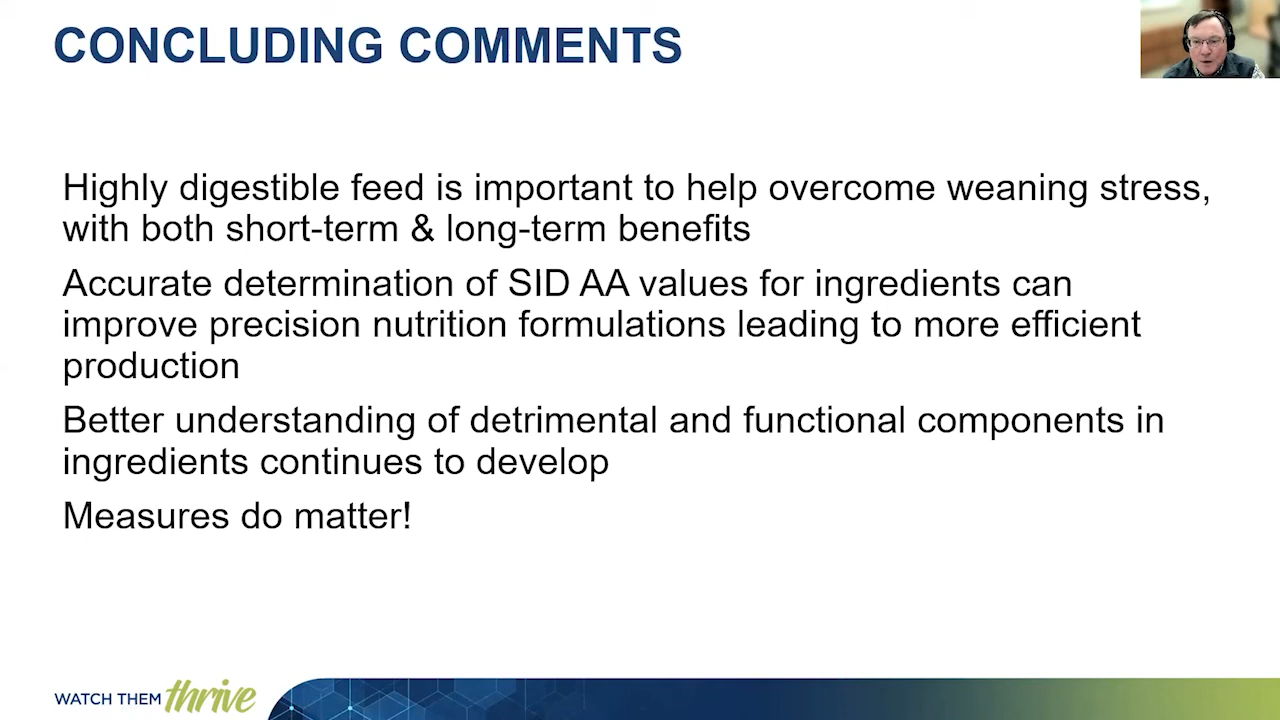 CONCLUDING COMMENTS
Highly digestible feed is important to help overcome weaning stress,
with both short-term & long-term benefits
Accurate determination of SID AA values for ingredients can
improve precision nutrition formulations leading to more efficient
production
Better understanding of detrimental and functional components in
ingredients continues to develop
Measures do matter!
WATCH THEM thrive